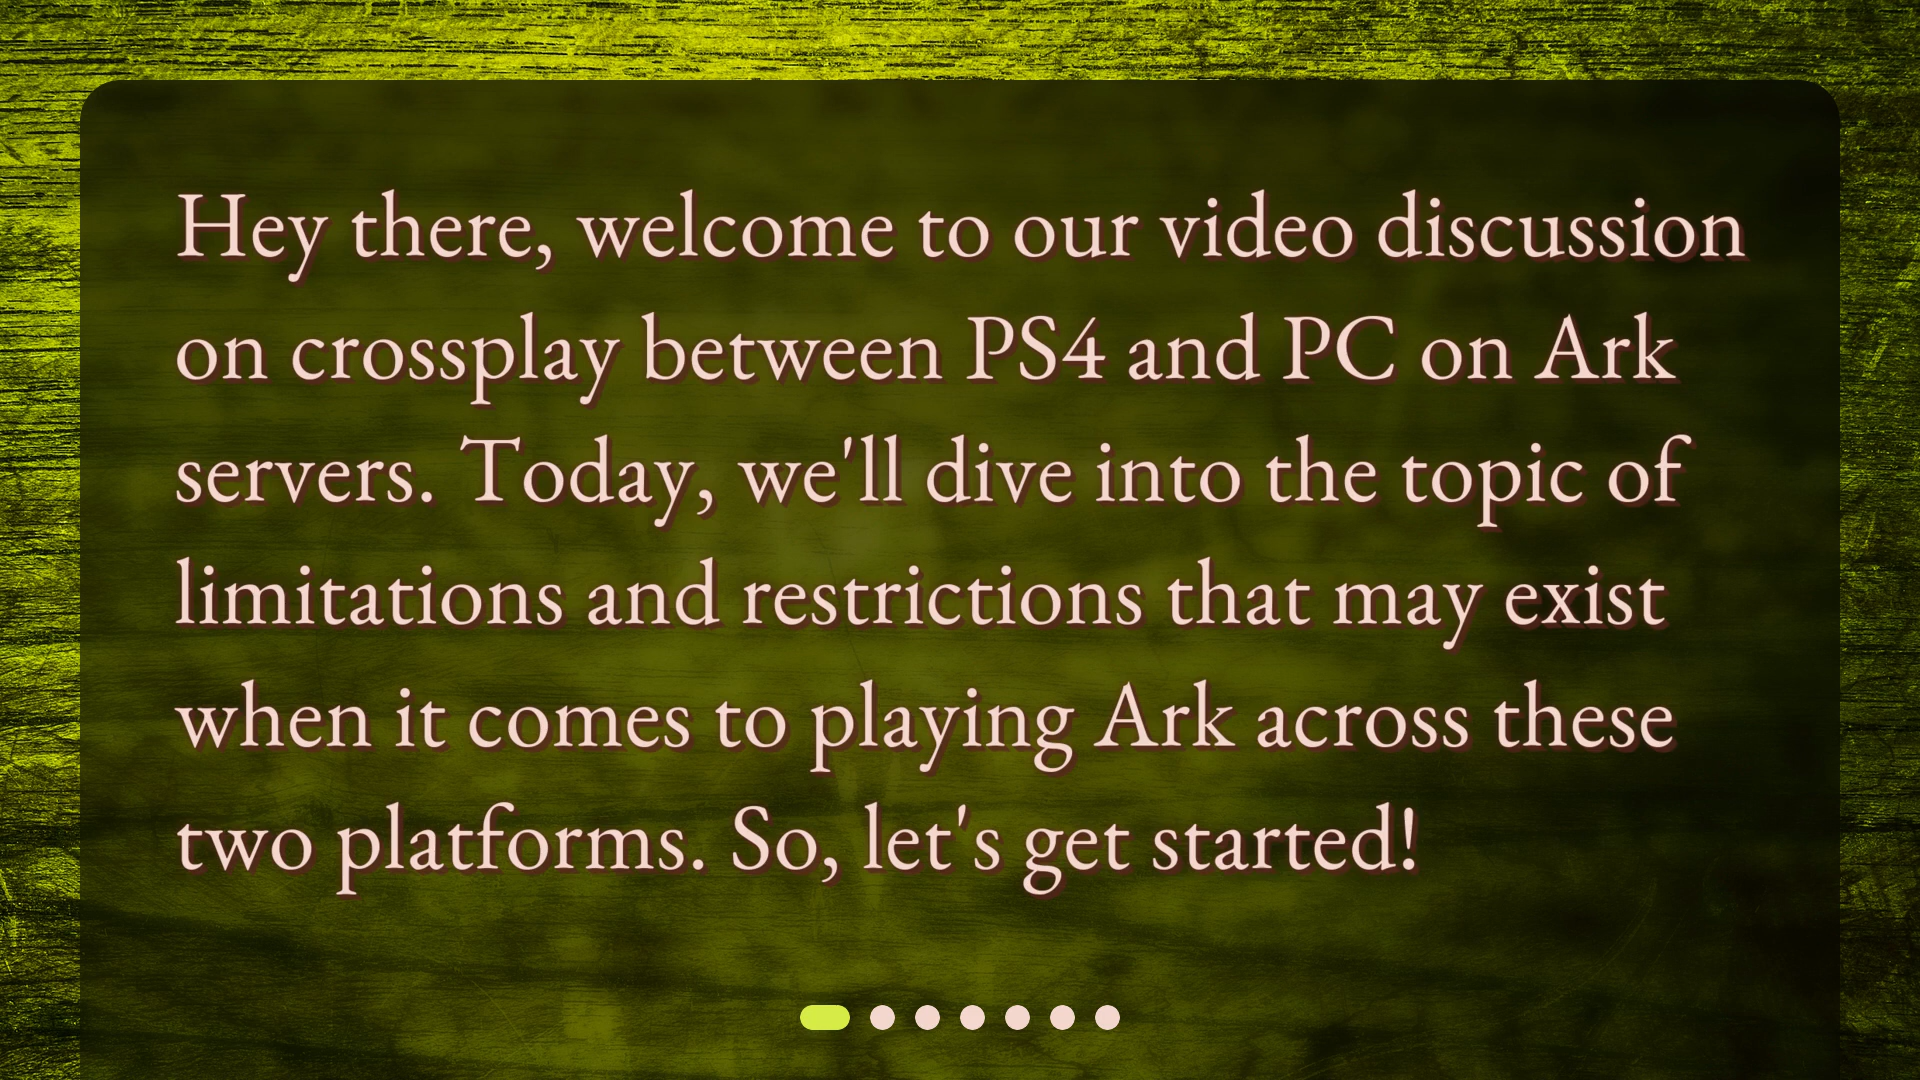 Hey there, welcome to our video discussion
on crossplay between PS4 and PC on Ark
servers. Today, we'll dive into the topic of
limitations and restrictions that may exist
when it comes to playing Ark across these
two platforms. So, let's get started!